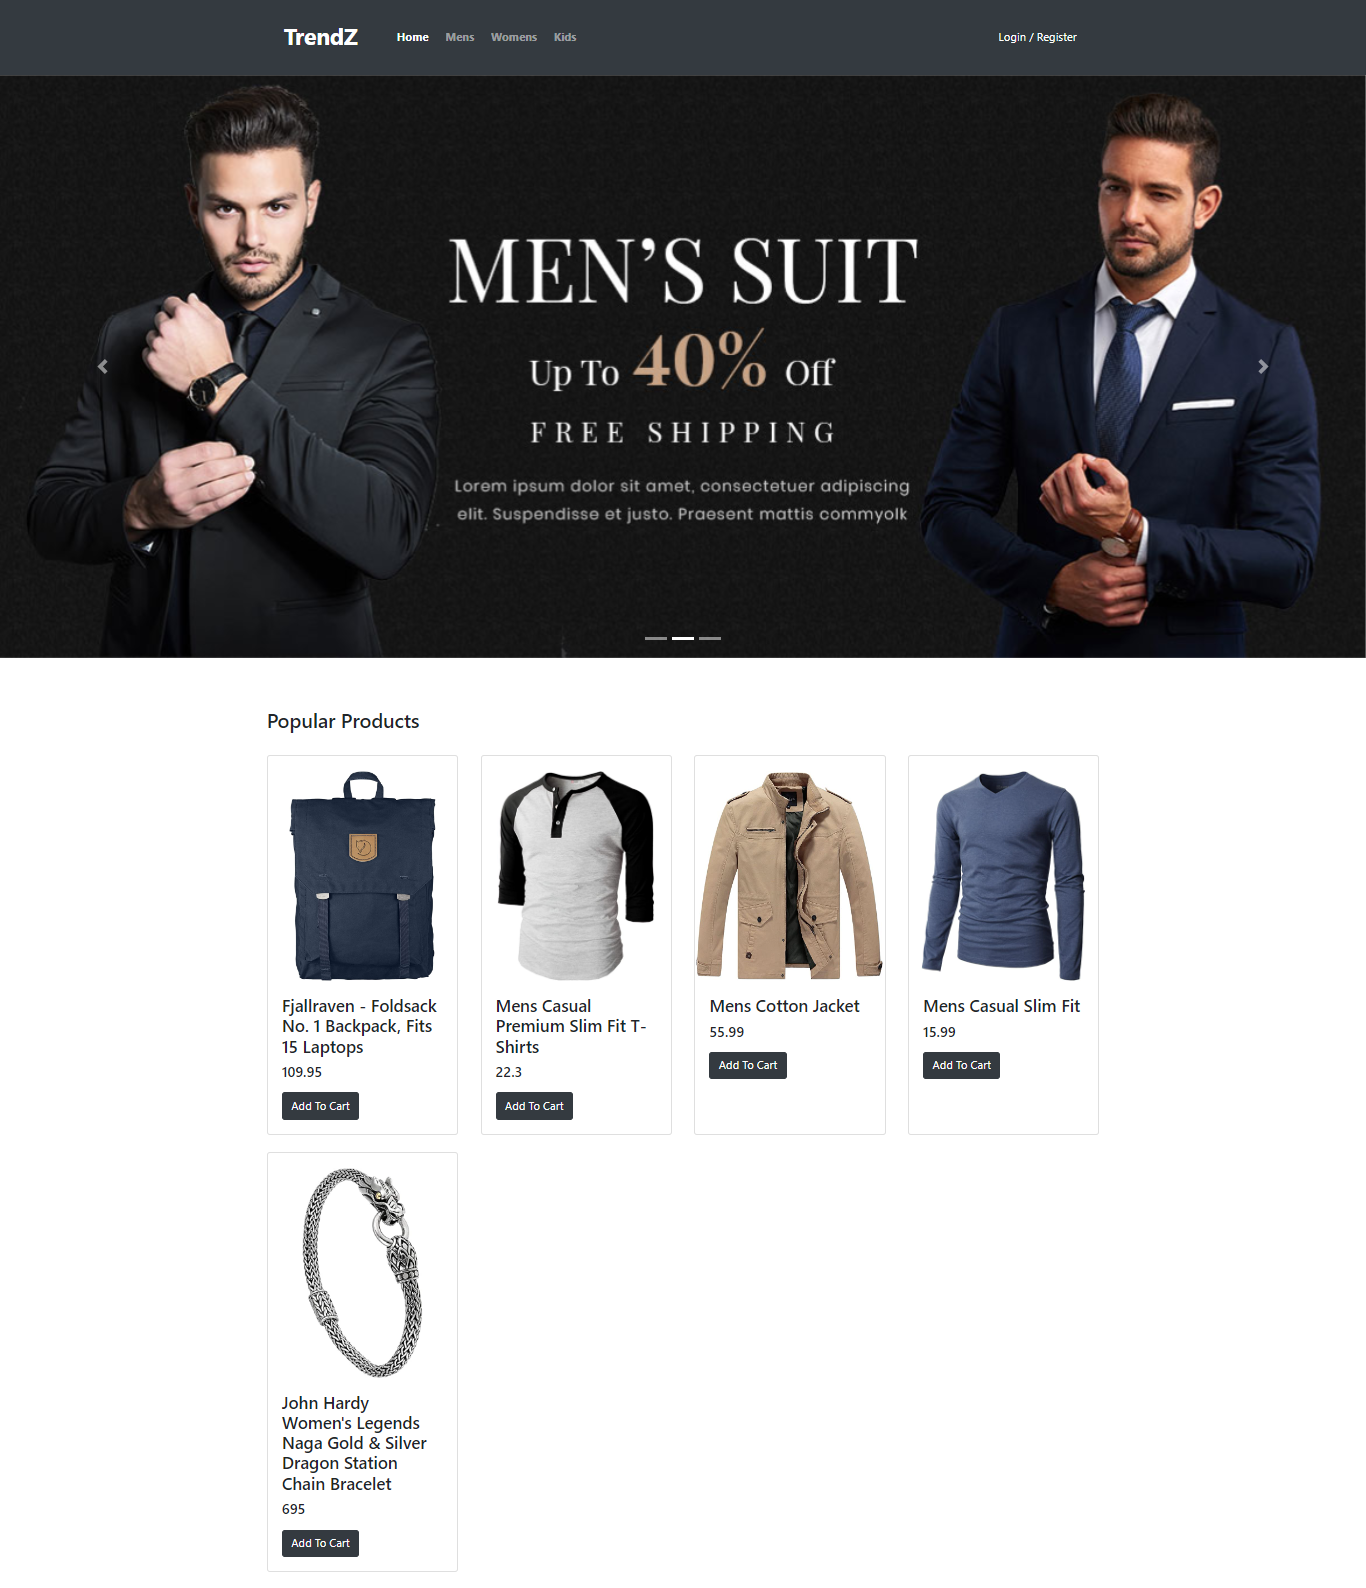 TrendZ Home Mens Womens Kids Login / Register
MEN'S SUIT
Up To 40% Off
FREE SHIPPING
Lorem ipsum dolor sit amet, consectetuer adipiscing
elit. Suspendisse et justo. Praesent mattis commyolk
Popular Products
Fjallraven - Foldsack
No. 1 Backpack, Fits
15 Laptops
109.95
Add To Cart
Mens Casual
Premium Slim Fit T-
Shirts
22.3
Add To Cart
Mens Cotton Jacket
55.99
Add To Cart
Mens Casual Slim Fit
15.99
Add To Cart
John Hardy
Women's Legends
Naga Gold & Silver
Dragon Station
Chain Bracelet
695
Add To Cart